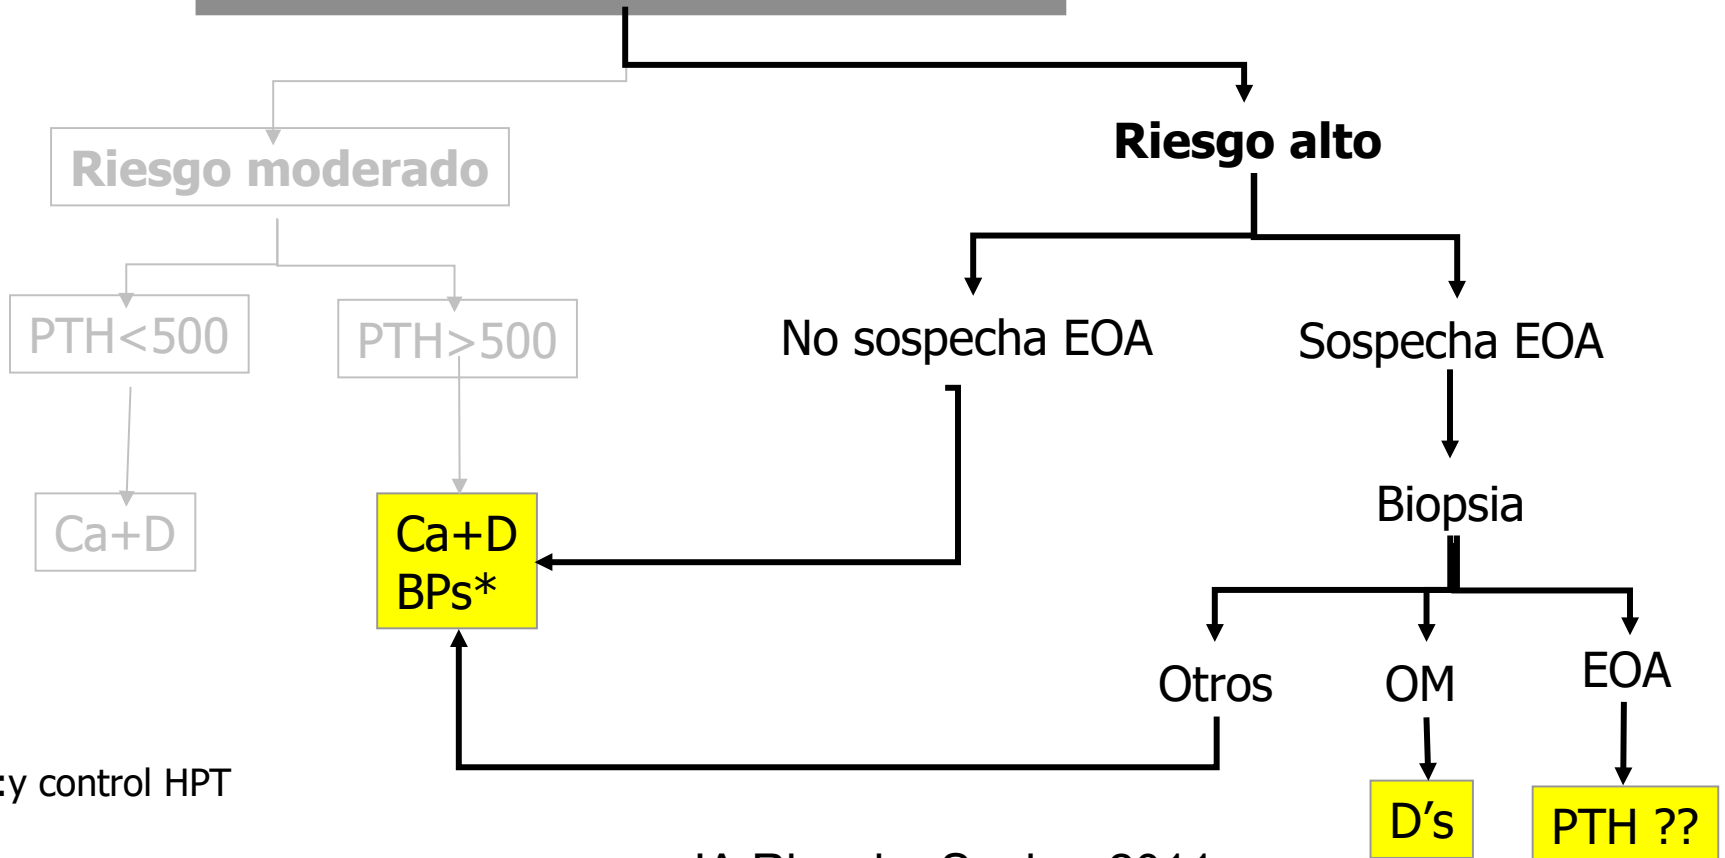 Riesgo alto
Riesgo moderado
PTH<500
PTH>500
No sospecha EOA
Sospecha EOA
Ca+D
Ca+D
BPs*
Biopsia
Otros
OM
EOA
:y control HPT
D’s
PTH ??